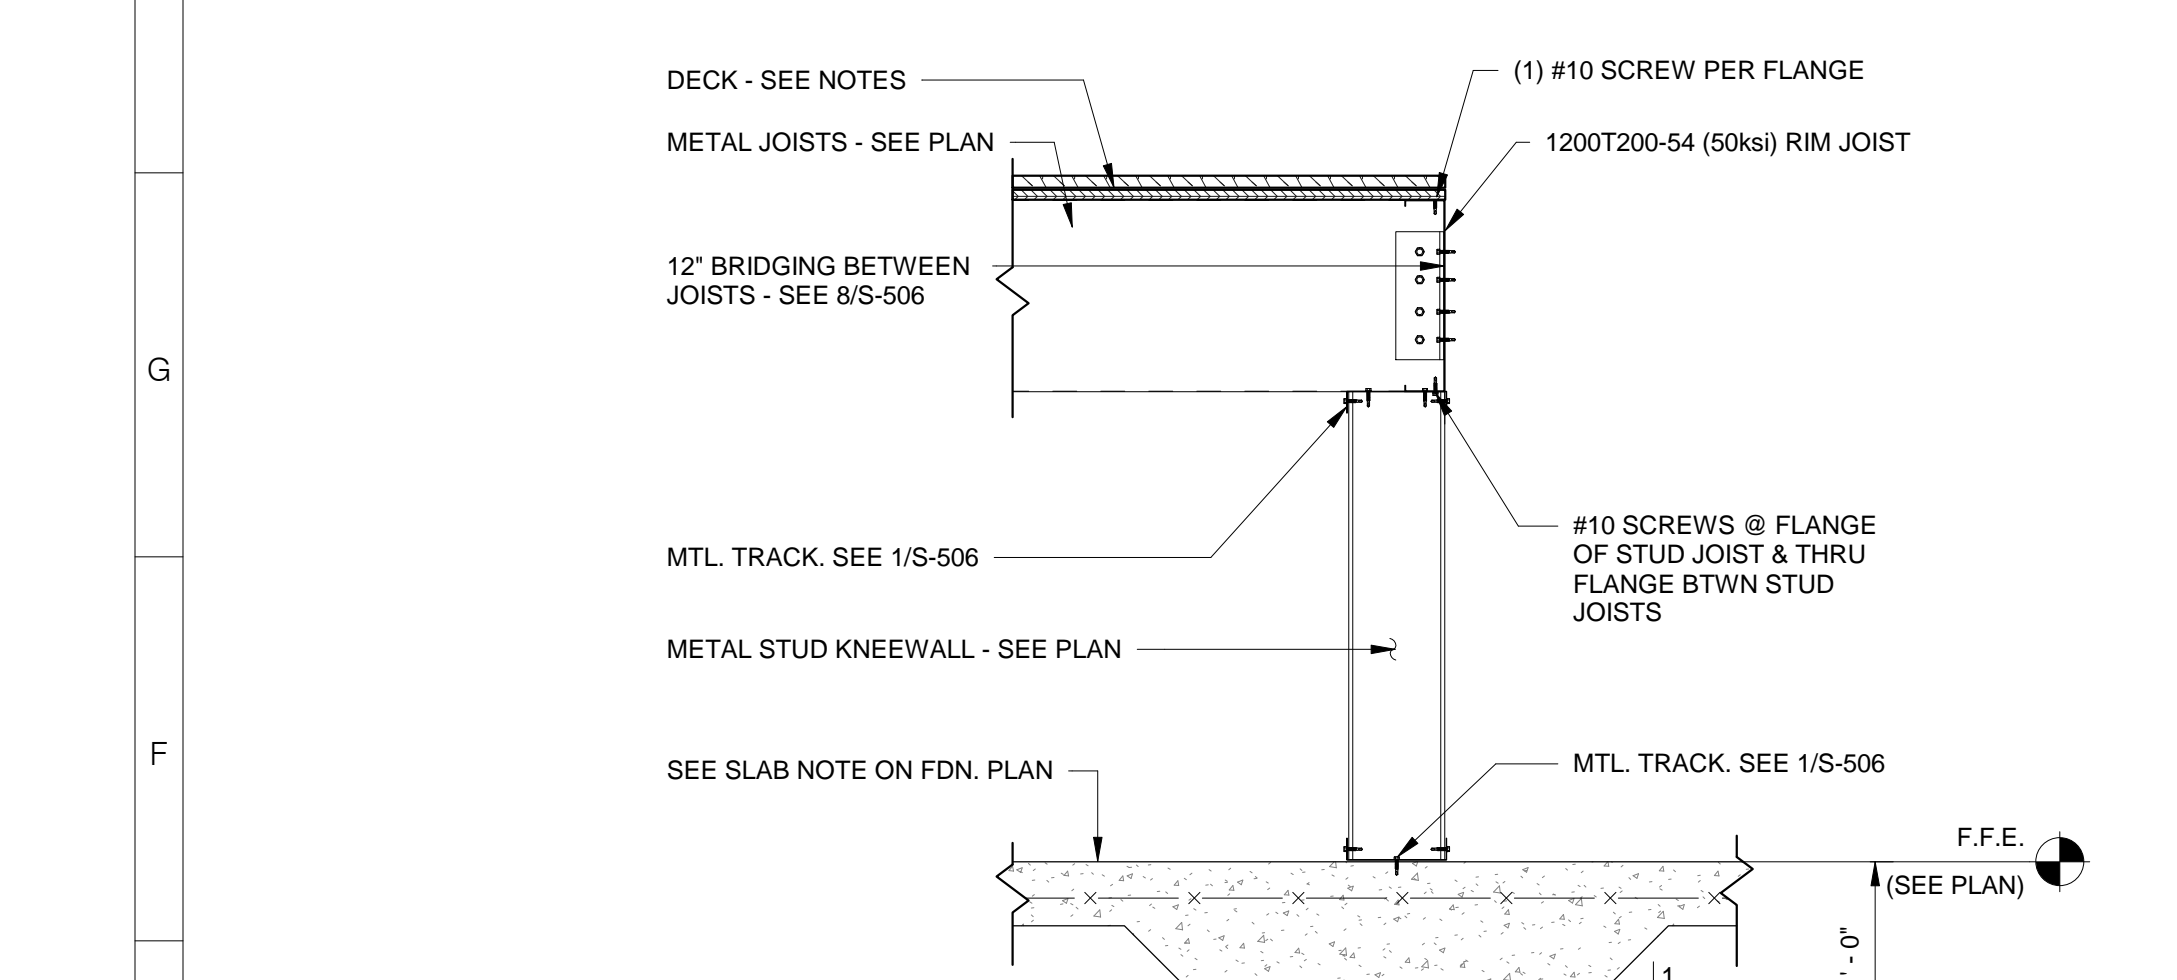 DECK - SEE NOTES
(1) #10 SCREW PER FLANGE
METAL JOISTS - SEE PLAN
1200T200-54 (50ksi) RIM JOIST
12" BRIDGING BETWEEN
JOISTS - SEE 8/S-506
G
#10 SCREWS @ FLANGE
OF STUD JOIST & THRU
FLANGE BTWN STUD
JOISTS
MTL. TRACK. SEE 1/S-506
METAL STUD KNEEWALL - SEE PLAN
F
SEE SLAB NOTE ON FDN. PLAN
MTL. TRACK. SEE 1/S-506
F.F.E.
(SEE PLAN)
' - 0"
1